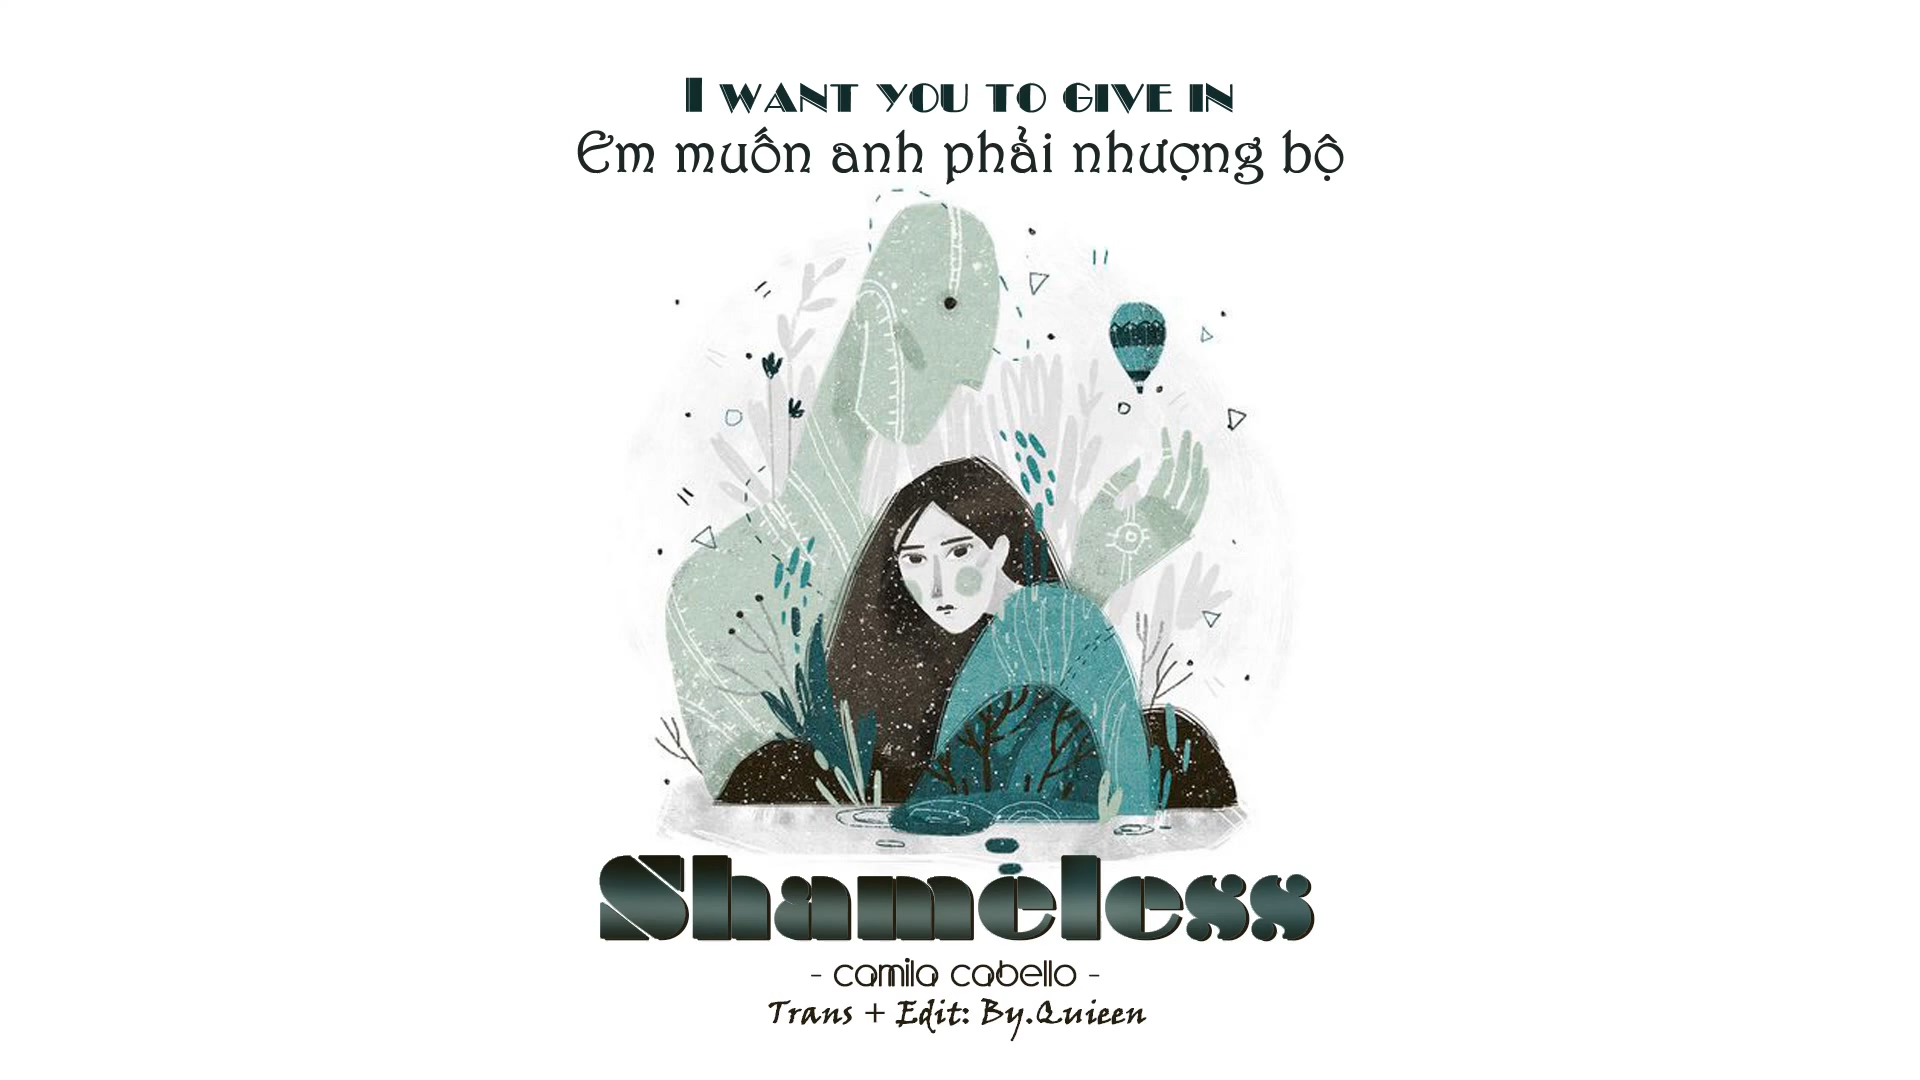 I WANT YOU TO GIVE IN
Em muốn anh phải nhượng bộ
Shameless
- camila cabello -
Trans + Edit: By.Quieen